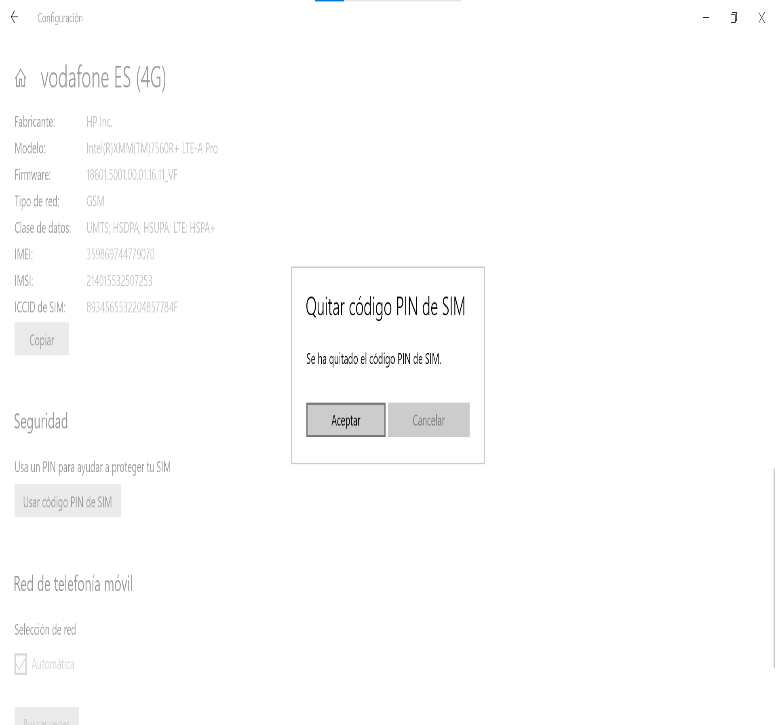 Configuración
vodafone ES (4G)
Fabricante: HP Inc.
Modelo: Intel(R)XMM(TM)7560R+ LTE-A Pro
Firmware: 18601.5001.00.01.16.11_VF
Tipo de red: GSM
Clase de datos: UMTS; HSDPA; HSUPA; LTE; HSPA+
IMEI: 359869744779070
IMSI: 214015532507253
ICCID de SIM: 8934565532204857784F
Copiar
Quitar código PIN de SIM
Se ha quitado el código PIN de SIM.
Aceptar Cancelar
Seguridad
Usa un PIN para ayudar a proteger tu SIM
Usar código PIN de SIM
Red de telefonía móvil
Selección de red
Automática
Buscar redes